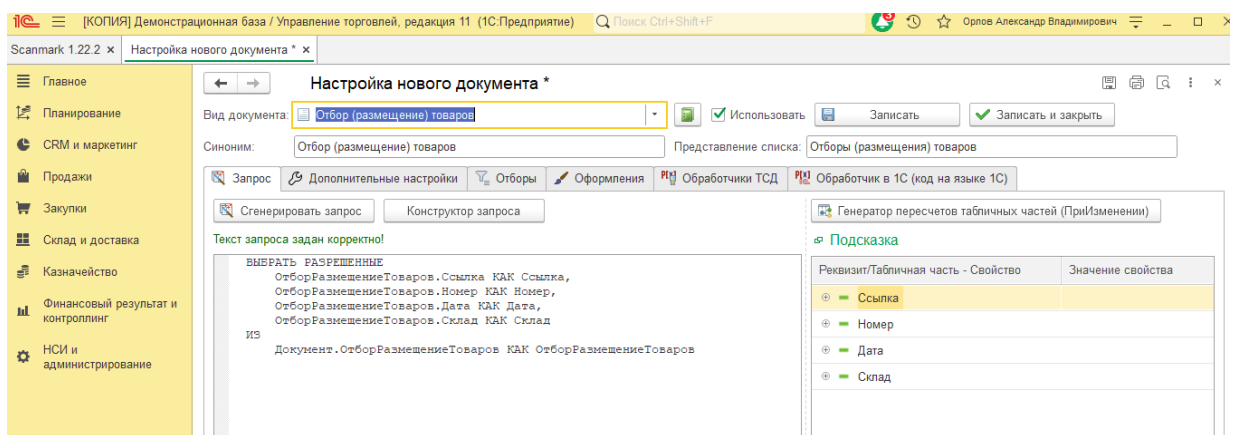 1С [КОПИЯ] Демонстрационная база / Управление торговлей, редакция 11 (1С:Предприятие) Поиск Ctrl+Shift+F 3 Орлов Александр Владимирович
Scanmark 1.22.2 × Настройка нового документа * ×
Главное
Планирование
CRM и маркетинг
Продажи
Закупки
Склад и доставка
Казначейство
Финансовый результат и
контроллинг
НСИ и
администрирование
Настройка нового документа *
Вид документа: Отбор (размещение) товаров Использовать Записать Записать и закрыть
Синоним: Отбор (размещение) товаров Представление списка: Отборы (размещения) товаров
Запрос Дополнительные настройки Отборы Оформления Обработчики ТСД Обработчик в 1С (код на языке 1С)
Сгенерировать запрос Конструктор запроса Генератор пересчетов табличных частей (ПриИзменении)
Текст запроса задан корректно!
ВЫБРАТЬ РАЗРЕШЕННЫЕ
ОтборРазмещениеТоваров.Ссылка КАК Ссылка,
ОтборРазмещениеТоваров.Номер КАК Номер,
ОтборРазмещениеТоваров.Дата КАК Дата,
ОтборРазмещениеТоваров.Склад КАК Склад
ИЗ
Документ.ОтборРазмещениеТоваров КАК ОтборРазмещениеТоваров
Подсказка
Реквизит/Табличная часть - Свойство Значение свойства
Ссылка
Номер
Дата
Склад